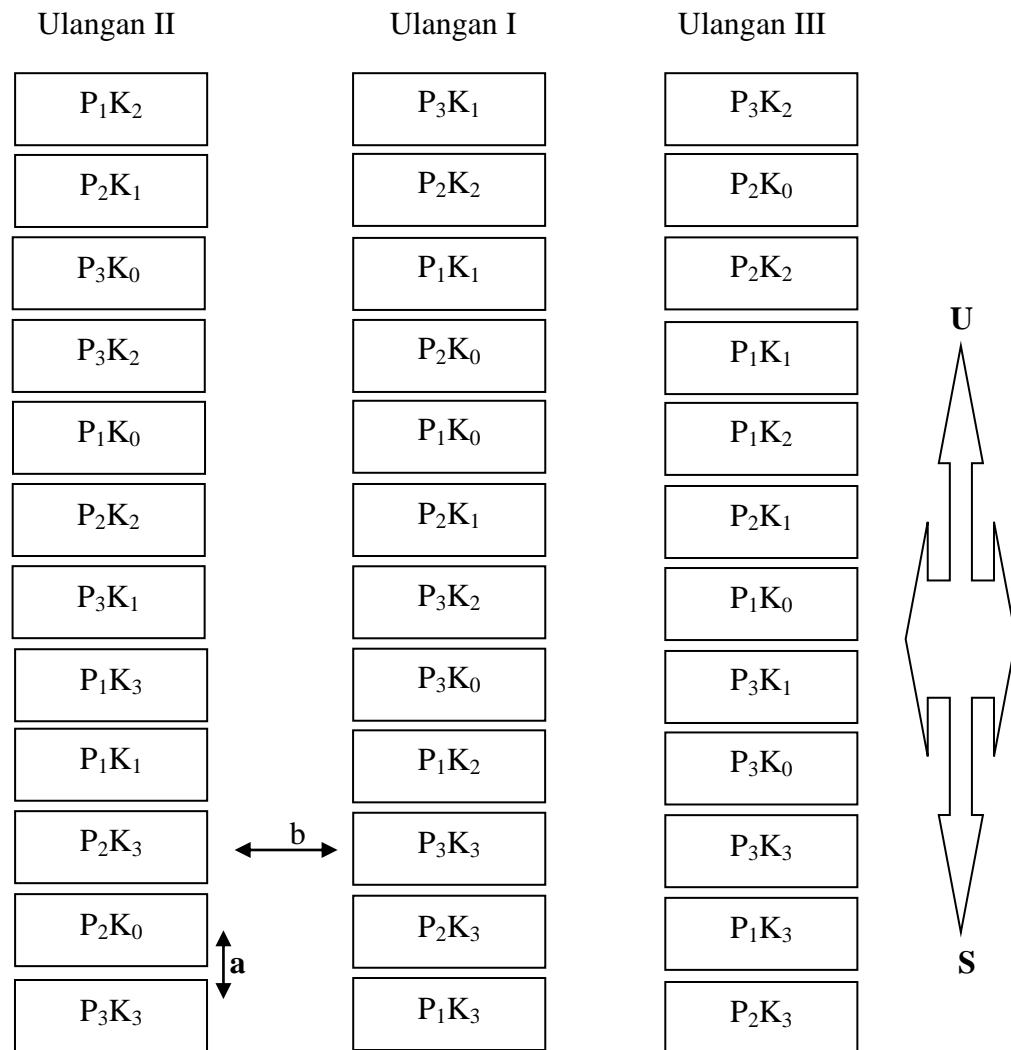 Ulangan II Ulangan I Ulangan III
P₁K₂ P₃K₁ P₃K₂
P₂K₁ P₂K₂ P₂K₀
P₃K₀ P₁K₁ P₂K₂
U
P₃K₂ P₂K₀ P₁K₁
P₁K₀ P₁K₀ P₁K₂
P₂K₂ P₂K₁ P₂K₁
P₃K₁ P₃K₂ P₁K₀
P₁K₃ P₃K₀ P₃K₁
P₁K₁ P₁K₂ P₃K₀
b
P₂K₃ P₃K₃ P₃K₃
P₂K₀ P₂K₃ P₁K₃
a S
P₃K₃ P₁K₃ P₂K₃